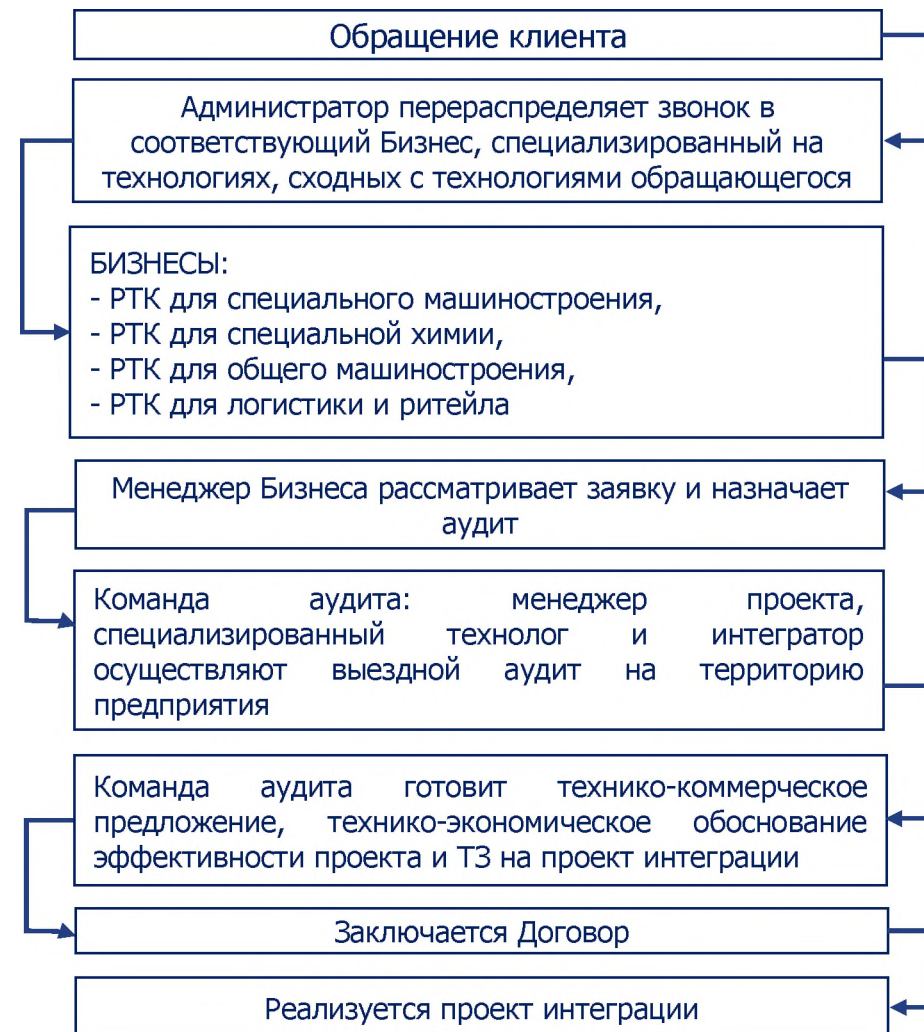 Обращение клиента
Администратор перераспределяет звонок в
соответствующий Бизнес, специализированный на
технологиях, сходных с технологиями обращающегося
БИЗНЕСЫ:
- РТК для специального машиностроения,
- РТК для специальной химии,
- РТК для общего машиностроения,
- РТК для логистики и ритейла
Менеджер Бизнеса рассматривает заявку и назначает
аудит
Команда аудита: менеджер проекта,
специализированный технолог и интегратор
осуществляют выездной аудит на территорию
предприятия
Команда аудита готовит технико-коммерческое
предложение, технико-экономическое обоснование
эффективности проекта и ТЗ на проект интеграции
Заключается Договор
Реализуется проект интеграции